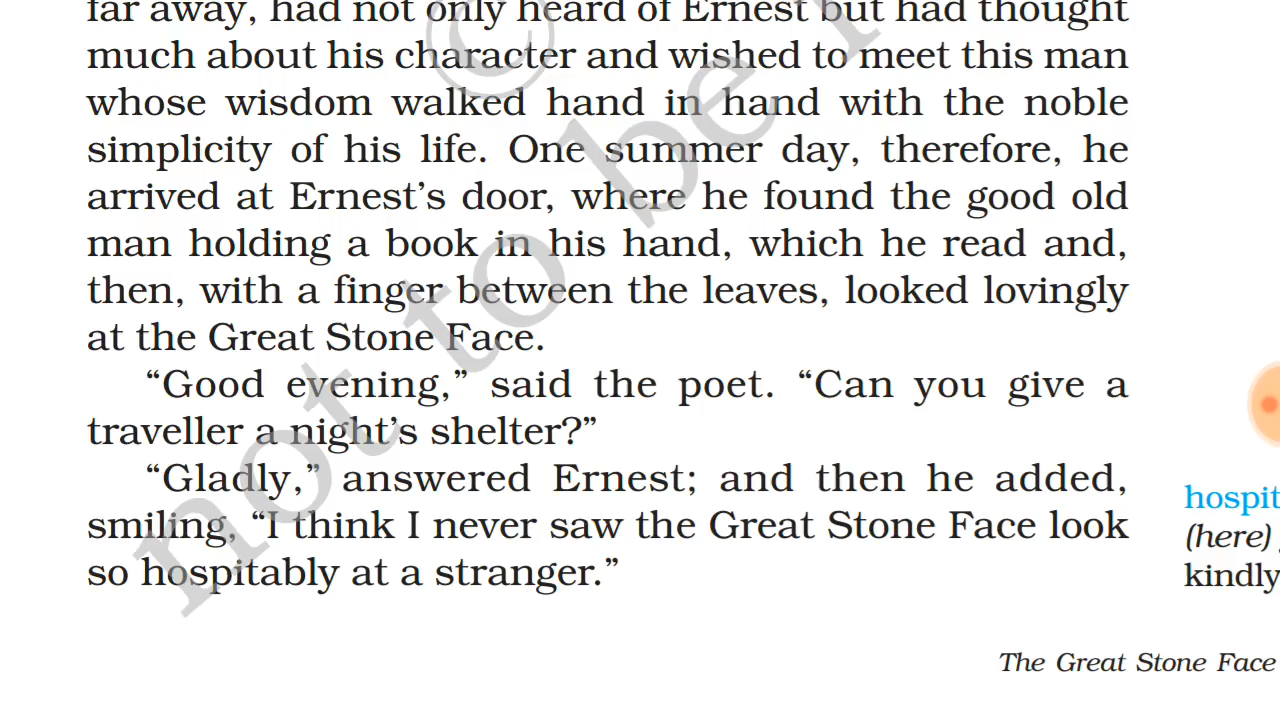 far away, had not only heard of Ernest but had thought
much about his character and wished to meet this man
whose wisdom walked hand in hand with the noble
simplicity of his life. One summer day, therefore, he
arrived at Ernest’s door, where he found the good old
man holding a book in his hand, which he read and,
then, with a finger between the leaves, looked lovingly
at the Great Stone Face.
“Good evening,” said the poet. “Can you give a
traveller a night’s shelter?”
“Gladly,” answered Ernest; and then he added,
smiling, “I think I never saw the Great Stone Face look
so hospitably at a stranger.”
hospit
(here)
kindly
The Great Stone Face
©
not to be